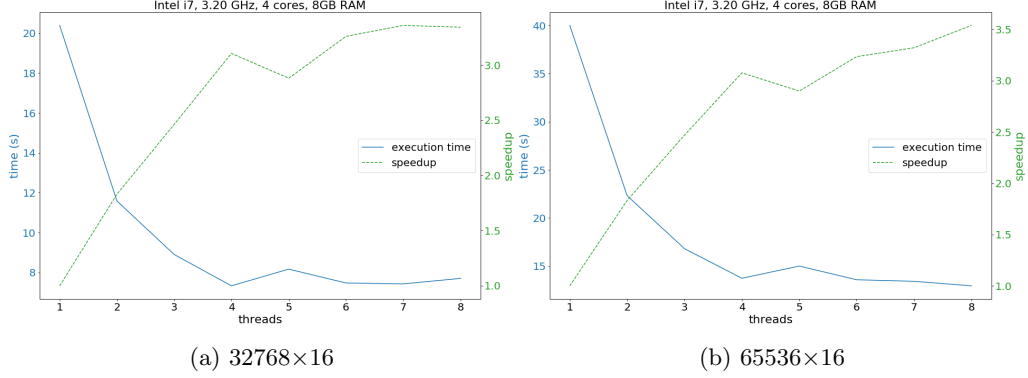 Intel i7, 3.20 GHz, 4 cores, 8GB RAM
20
18
16
14
12
10
8
time (s)
3.0
2.5
2.0
1.5
1.0
speedup
execution time
speedup
1 2 3 4 5 6 7 8
threads
(a) 32768×16
Intel i7, 3.20 GHz, 4 cores, 8GB RAM
40
35
30
25
20
15
time (s)
3.5
3.0
2.5
2.0
1.5
1.0
speedup
execution time
speedup
1 2 3 4 5 6 7 8
threads
(b) 65536×16